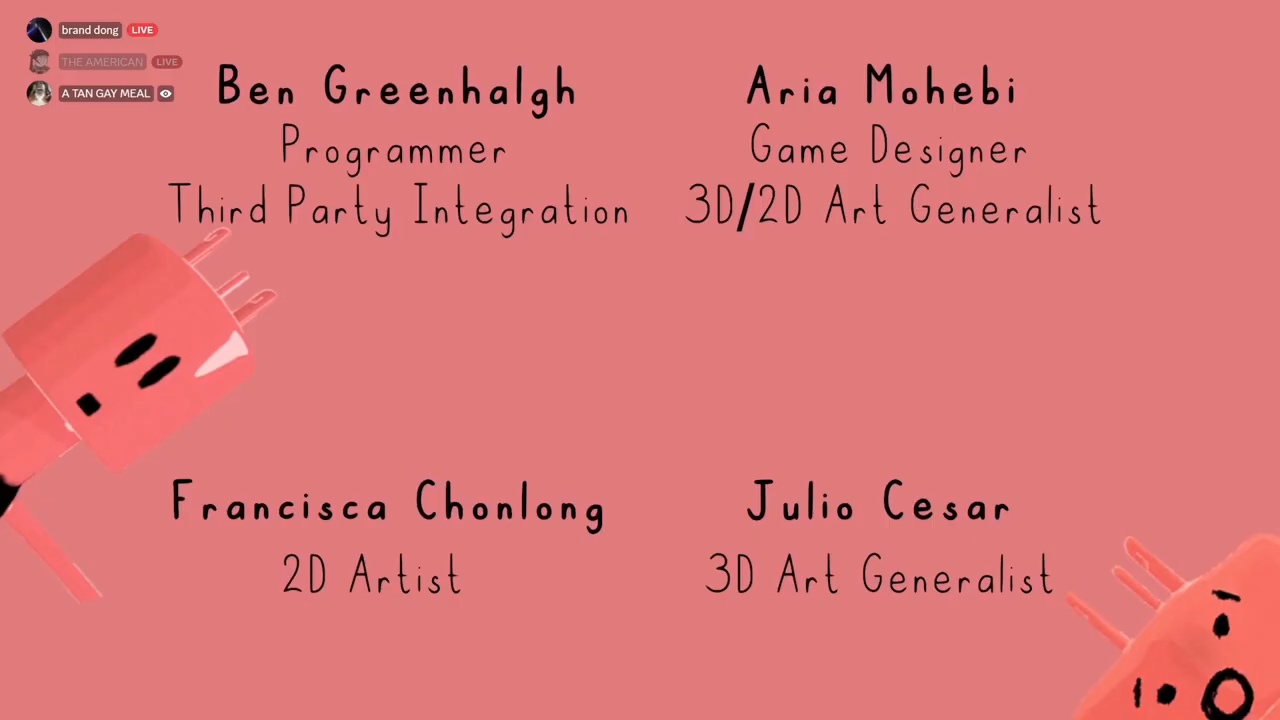 brand dong LIVE
THE AMERICAN LIVE
A TAN GAY MEAL
Ben Greenhalgh
Programmer
Third Party Integration
Aria Mohebi
Game Designer
3D/2D Art Generalist
Francisca Chonlong
2D Artist
Julio Cesar
3D Art Generalist